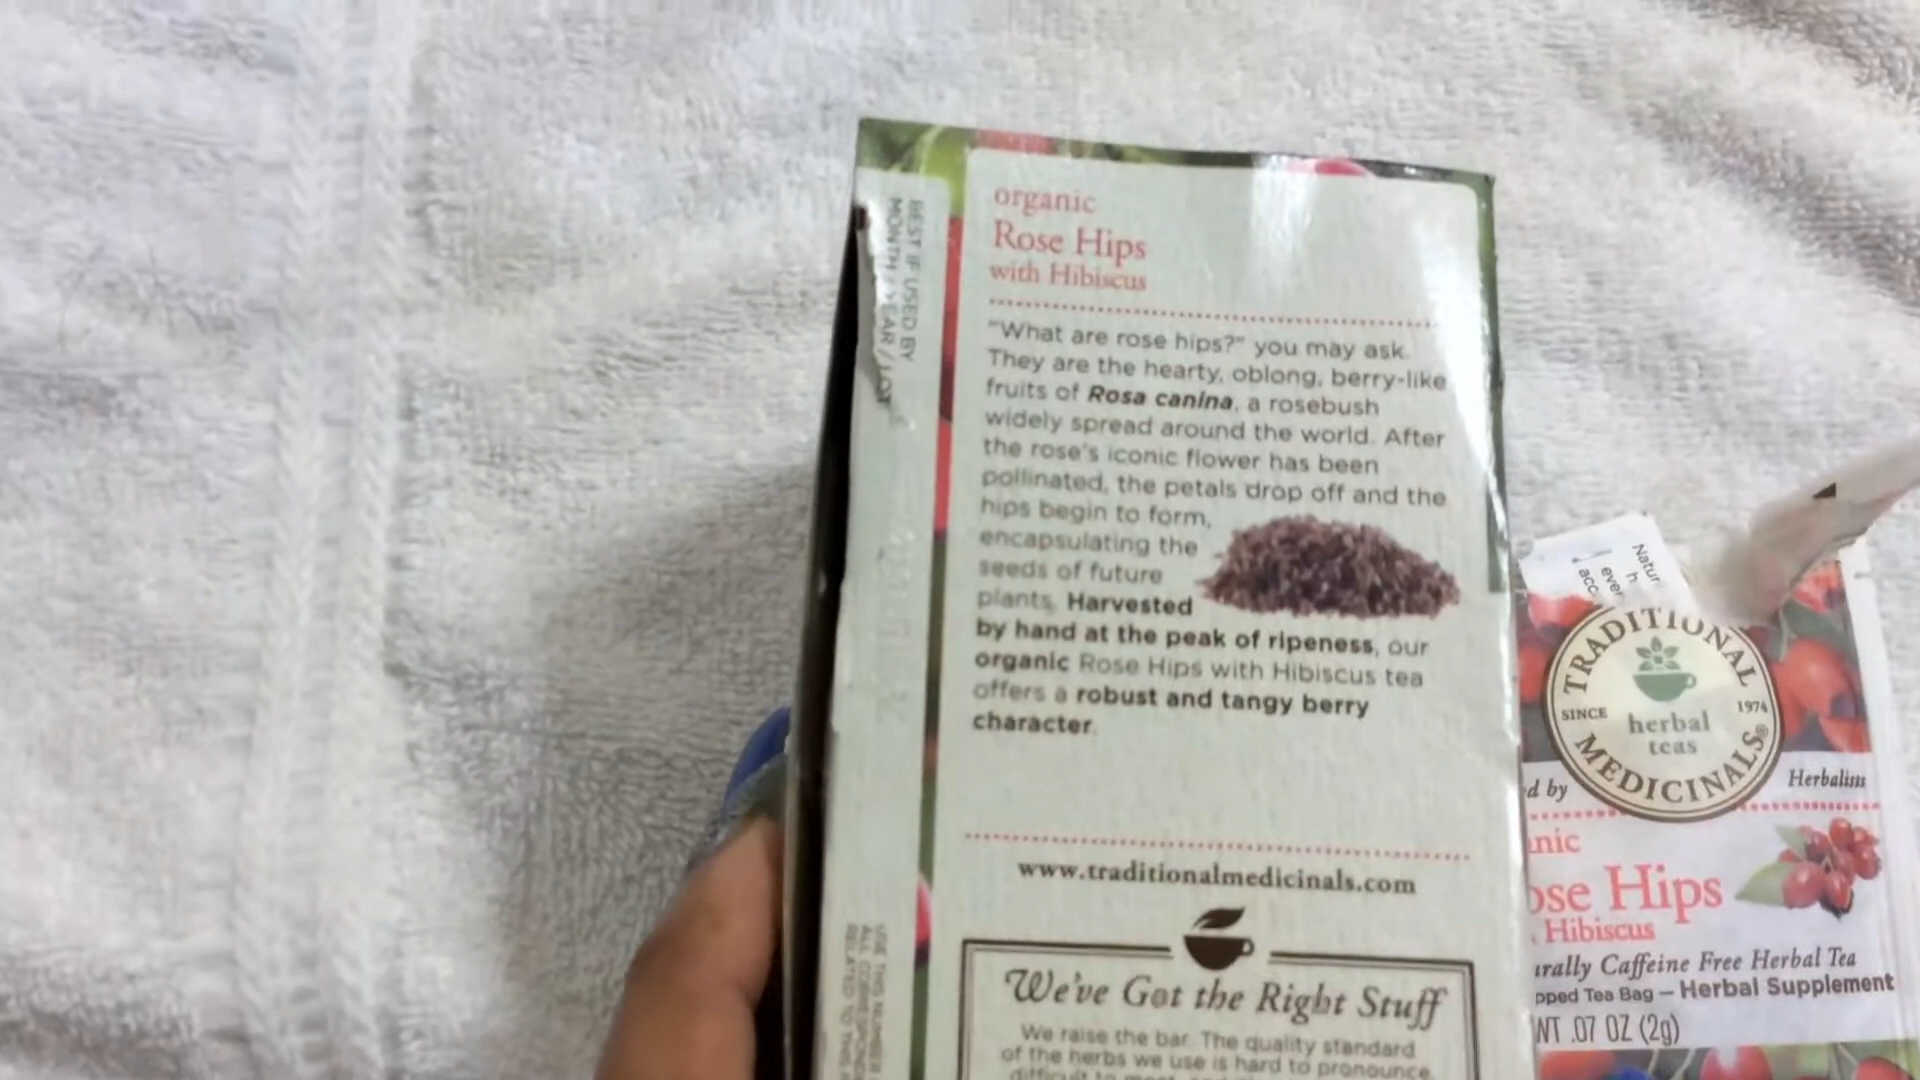 organic
Rose Hips
with Hibiscus
"What are rose hips?" you may ask.
They are the hearty, oblong, berry-like
fruits of Rosa canina, a rosebush
widely spread around the world. After
the rose's iconic flower has been
pollinated, the petals drop off and the
hips begin to form,
encapsulating the
seeds of future
plants. Harvested
by hand at the peak of ripeness, our
organic Rose Hips with Hibiscus tea
offers a robust and tangy berry
character.
www.traditionalmedicinals.com
We've Got the Right Stuff
We raise the bar. The quality standard
of the herbs we use is hard to pronounce,
BEST IF USED BY
MONTH / YEAR / LOT
USE THIS NUMBER
ALL CORRESPOND
RELATED TO THIS
Natur
h
ever
acc
TRADITIONAL
SINCE 1974
herbal
teas
MEDICINALS®
d by Herbalists
nic
ose Hips
Hibiscus
urally Caffeine Free Herbal Tea
pped Tea Bag — Herbal Supplement
WT .07 OZ (2g)